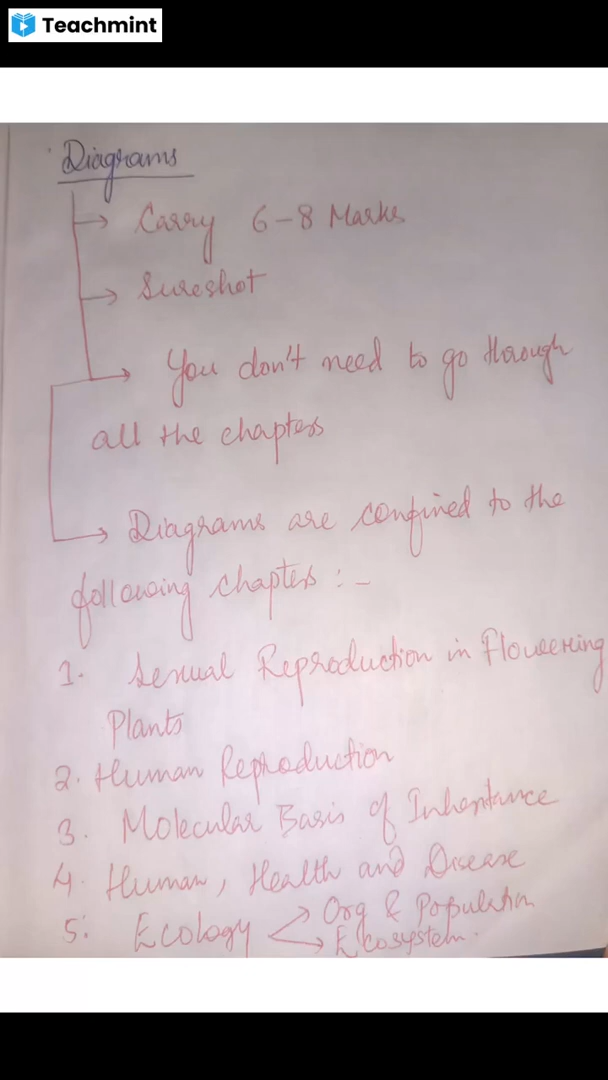 Teachmint
Diagrams
→ Carry 6-8 Marks
→ Sureshot
→ You don't need to go through
all the chapters
→ Diagrams are confined to the
following chapters :-
1. Sexual Reproduction in Flowering
Plants
2. Human Reproduction
3. Molecular Basis of Inheritance
4. Human, Health and Disease
5. Ecology → Org & Population
→ Ecosystem.